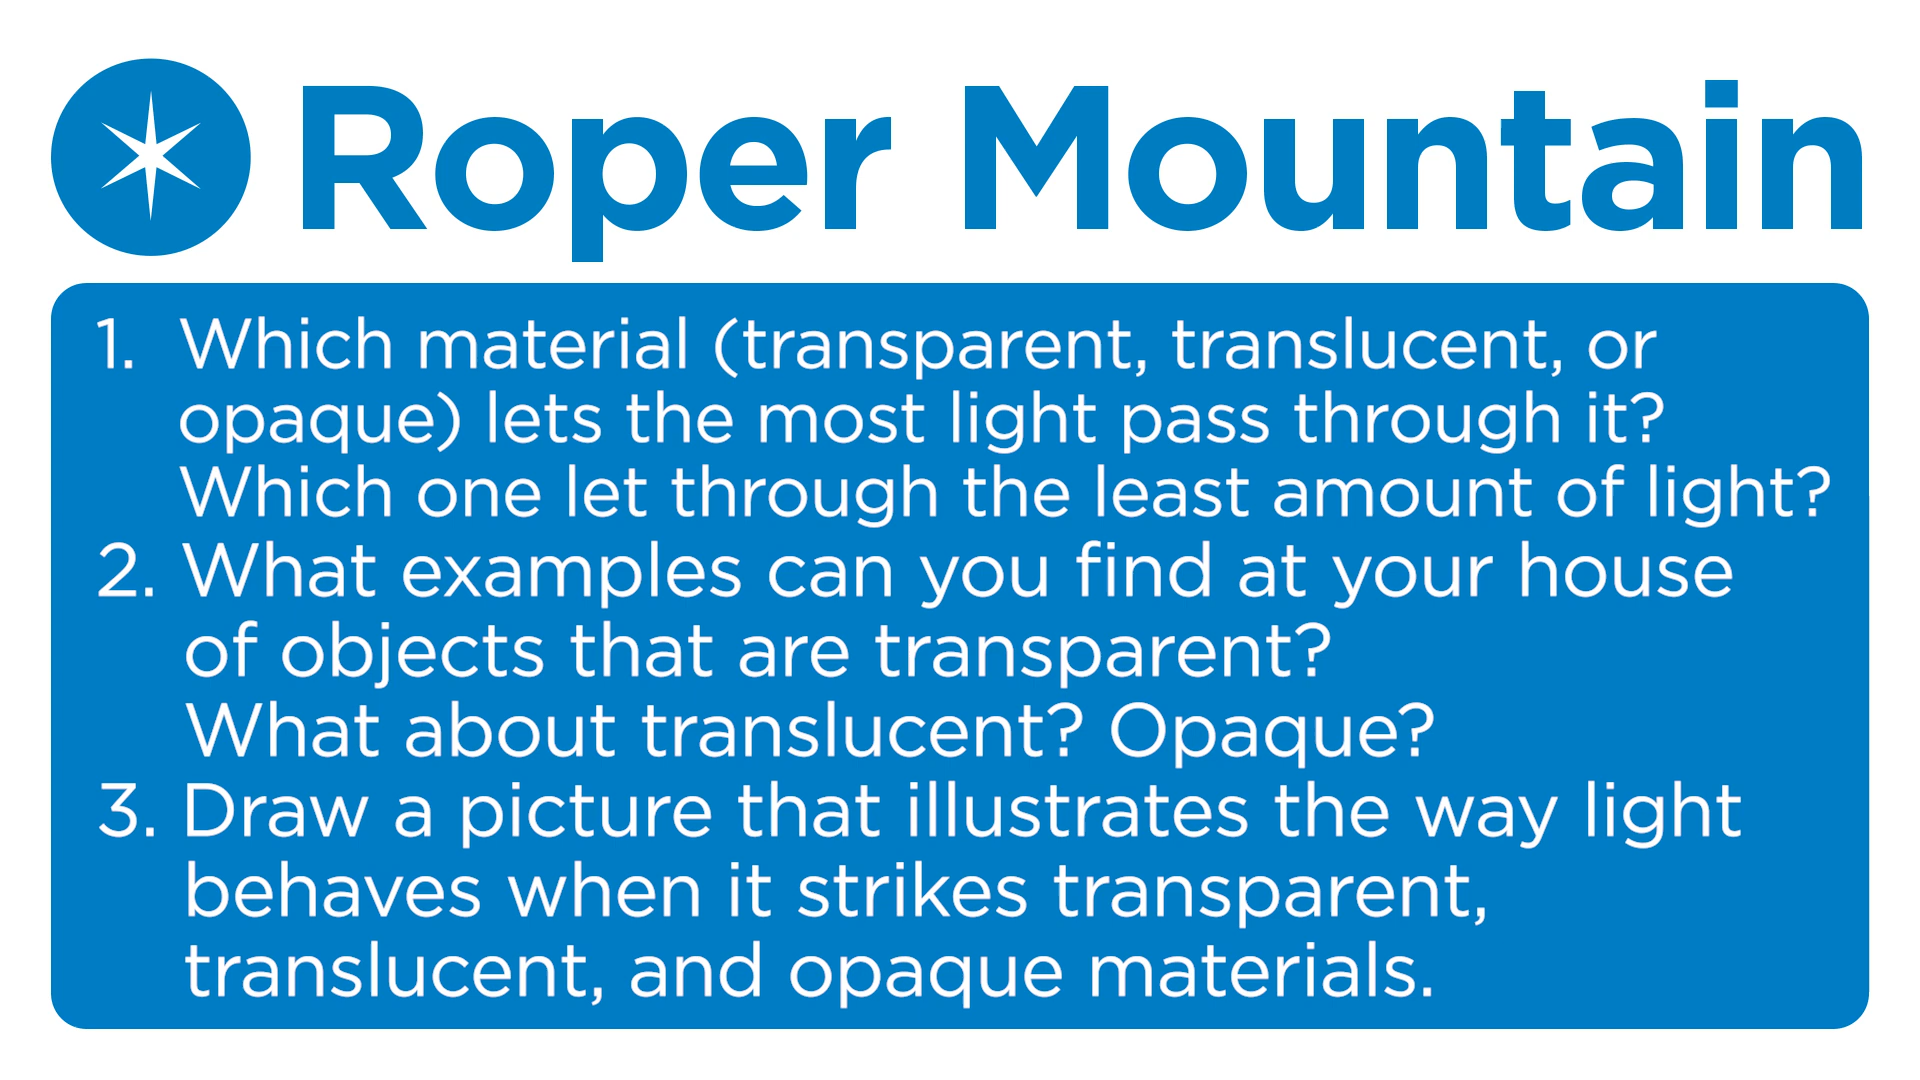 Roper Mountain
1. Which material (transparent, translucent, or
opaque) lets the most light pass through it?
Which one let through the least amount of light?
2. What examples can you find at your house
of objects that are transparent?
What about translucent? Opaque?
3. Draw a picture that illustrates the way light
behaves when it strikes transparent,
translucent, and opaque materials.